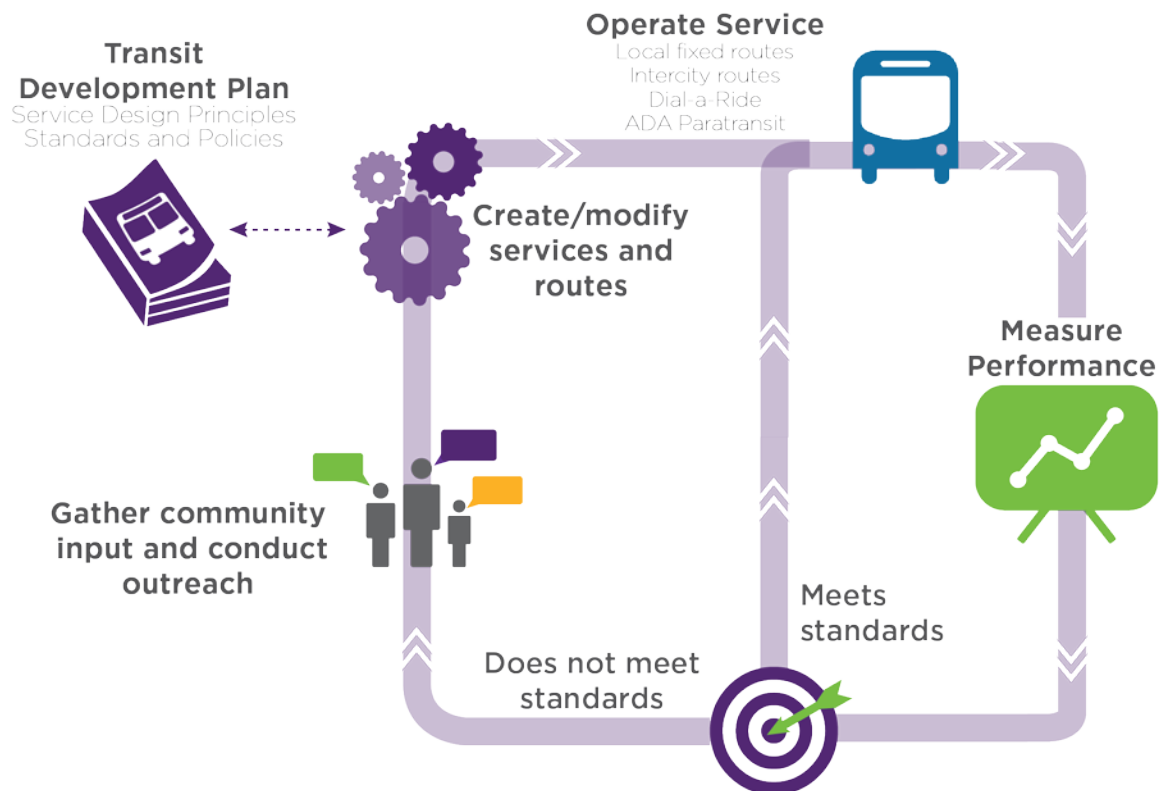 Transit
Development Plan
Service Design Principles
Standards and Policies
Operate Service
Local fixed routes
Intercity routes
Dial-a-Ride
ADA Paratransit
Create/modify
services and
routes
Measure
Performance
Gather community
input and conduct
outreach
Meets
standards
Does not meet
standards